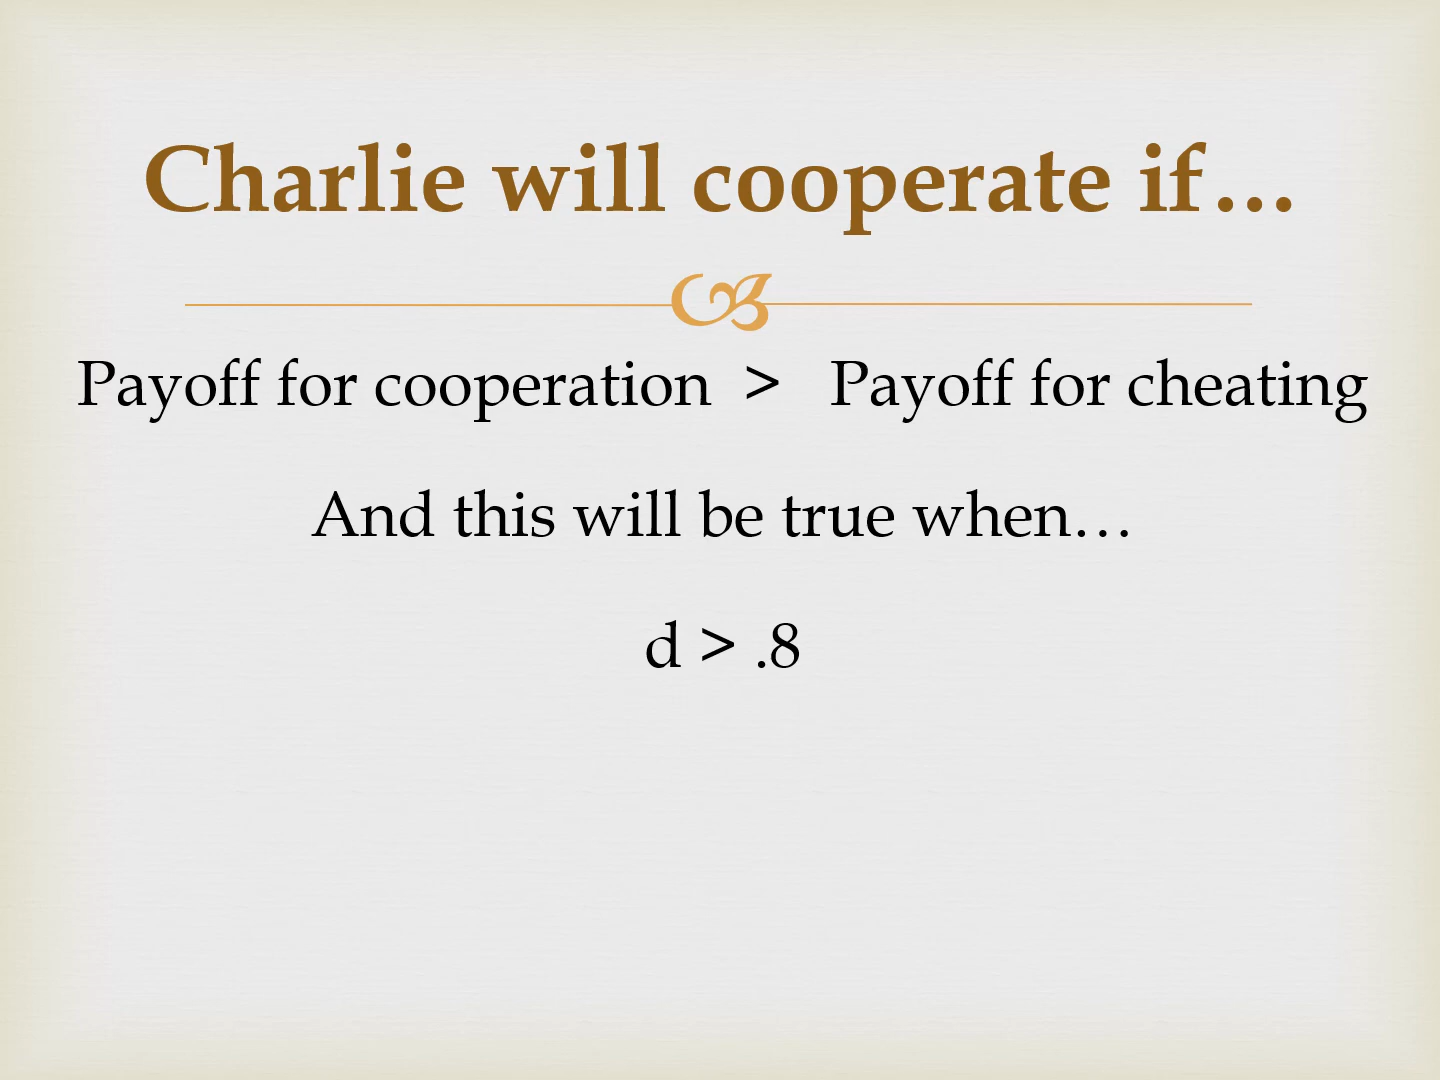 Charlie will cooperate if…
Payoff for cooperation > Payoff for cheating
And this will be true when…
d > .8